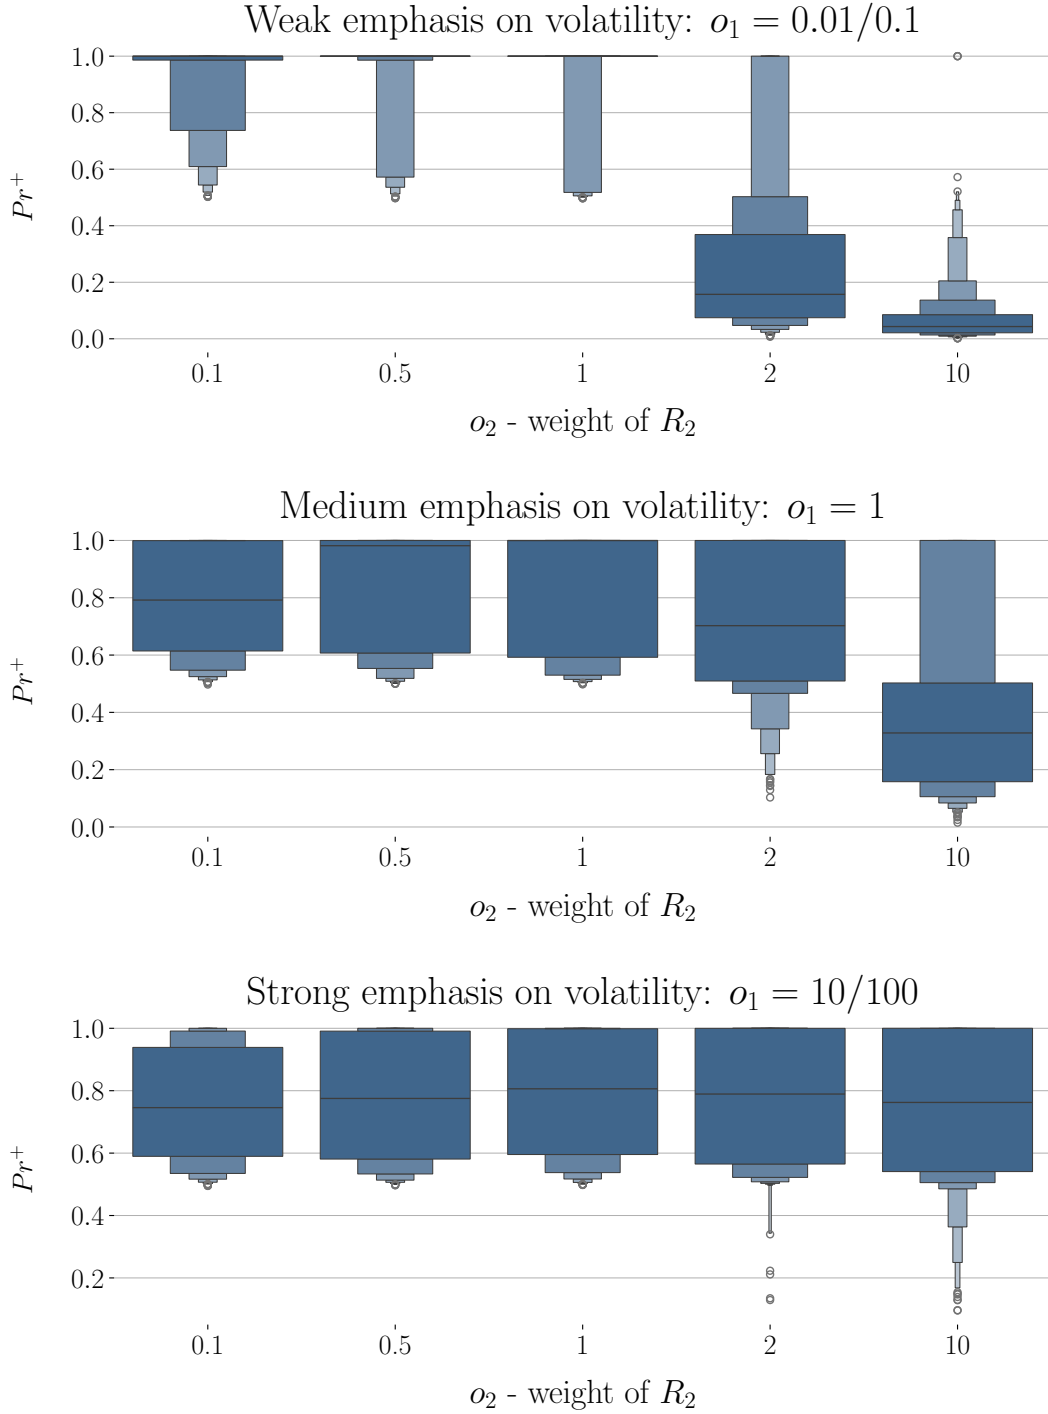 Weak emphasis on volatility: o₁ = 0.01/0.1
1.0
0.8
0.6
0.4
0.2
0.0
Pr⁺
0.1 0.5 1 2 10
o₂ - weight of R₂
Medium emphasis on volatility: o₁ = 1
1.0
0.8
0.6
0.4
0.2
0.0
Pr⁺
0.1 0.5 1 2 10
o₂ - weight of R₂
Strong emphasis on volatility: o₁ = 10/100
1.0
0.8
0.6
0.4
0.2
Pr⁺
0.1 0.5 1 2 10
o₂ - weight of R₂